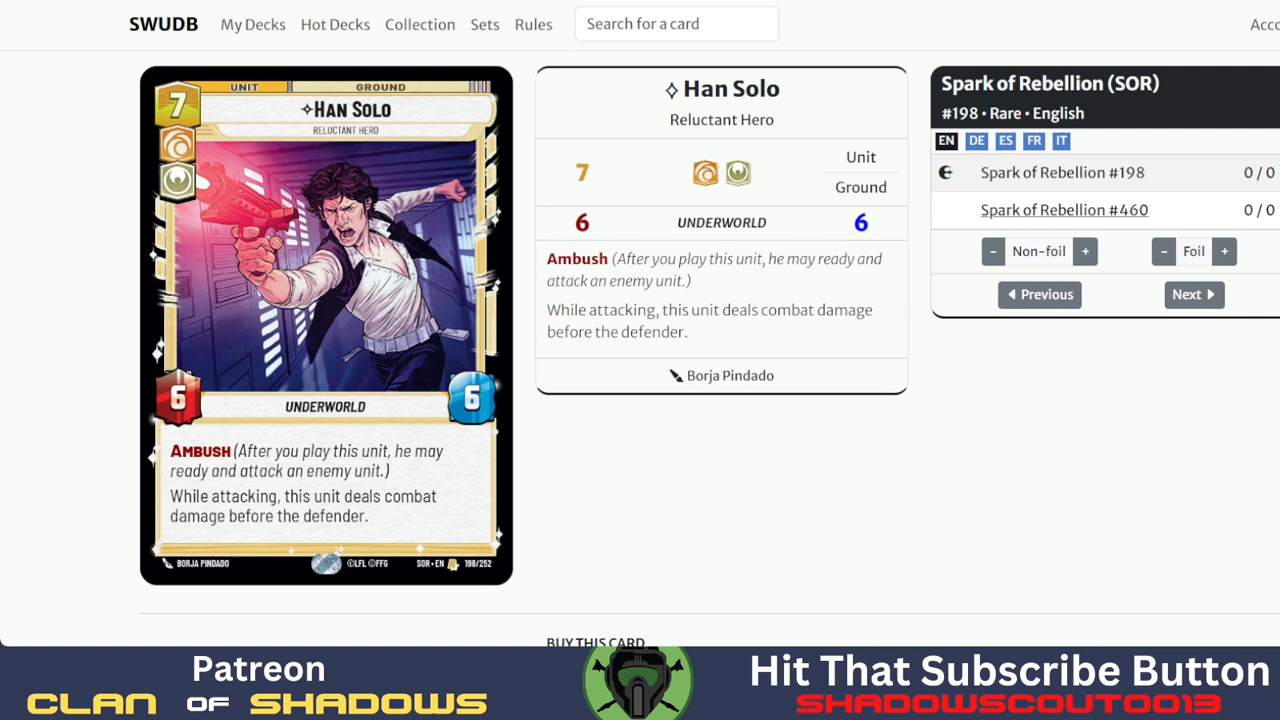 SWUDB My Decks Hot Decks Collection Sets Rules Search for a card Acco
UNIT GROUND
7 HAN SOLO
RELUCTANT HERO
6 UNDERWORLD 6
AMBUSH (After you play this unit, he may
ready and attack an enemy unit.)
While attacking, this unit deals combat
damage before the defender.
BORJA PINDADO ©LFL ©FFG SOR • EN 198/252
Han Solo
Reluctant Hero
7 Unit
Ground
6 UNDERWORLD 6
Ambush (After you play this unit, he may ready and
attack an enemy unit.)
While attacking, this unit deals combat damage
before the defender.
Borja Pindado
Spark of Rebellion (SOR)
#198 • Rare • English
EN DE ES FR IT
Spark of Rebellion #198 0 / 0
Spark of Rebellion #460 0 / 0
- Non-foil + - Foil +
Previous Next
BUY THIS CARD
Patreon
CLAN OF SHADOWS
Hit That Subscribe Button
SHADOWSCOUT0013